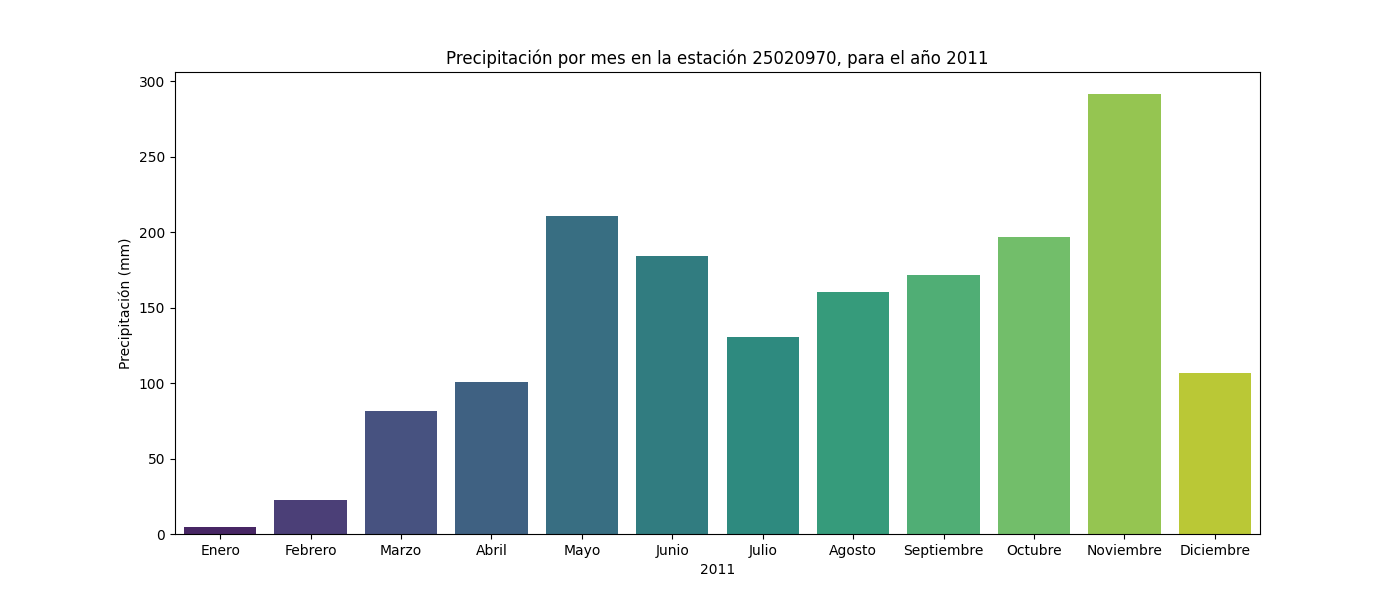 Precipitación por mes en la estación 25020970, para el año 2011
300
250
200
150
100
50
0
Precipitación (mm)
Enero Febrero Marzo Abril Mayo Junio Julio Agosto Septiembre Octubre Noviembre Diciembre
2011